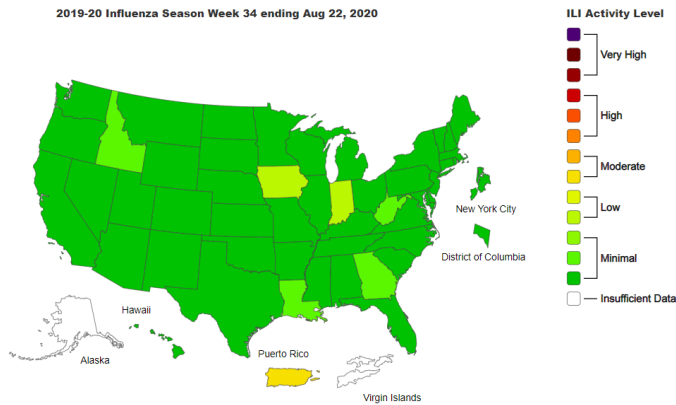 2019-20 Influenza Season Week 34 ending Aug 22, 2020
ILI Activity Level
Very High
High
Moderate
Low
Minimal
Insufficient Data
New York City
District of Columbia
Hawaii
Alaska
Puerto Rico
Virgin Islands